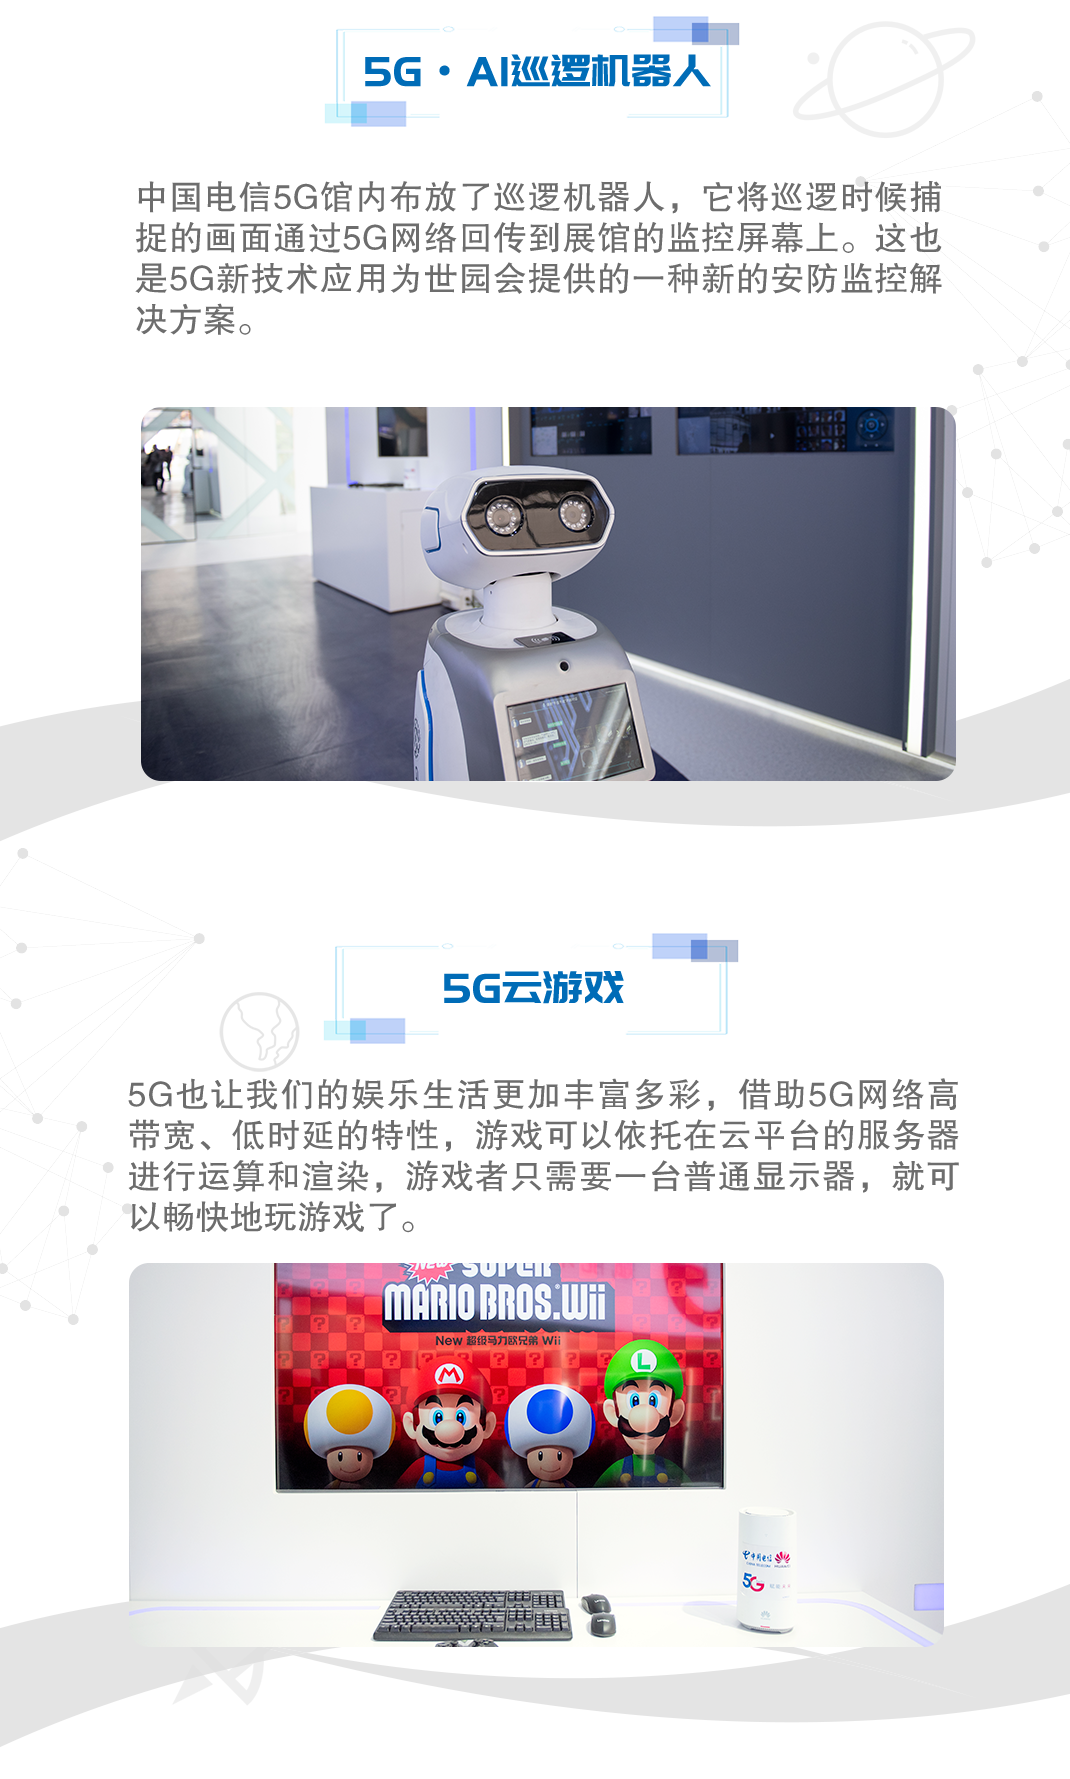 5G·AI巡逻机器人
中国电信5G馆内布放了巡逻机器人，它将巡逻时候捕
捉的画面通过5G网络回传到展馆的监控屏幕上。这也
是5G新技术应用为世园会提供的一种新的安防监控解
决方案。
5G云游戏
5G也让我们的娱乐生活更加丰富多彩，借助5G网络高
带宽、低时延的特性，游戏可以依托在云平台的服务器
进行运算和渲染，游戏者只需要一台普通显示器，就可
以畅快地玩游戏了。
New SUPER
MARIO BROS.Wii
New 超级马力欧兄弟 Wii
M
L
中国电信
5G